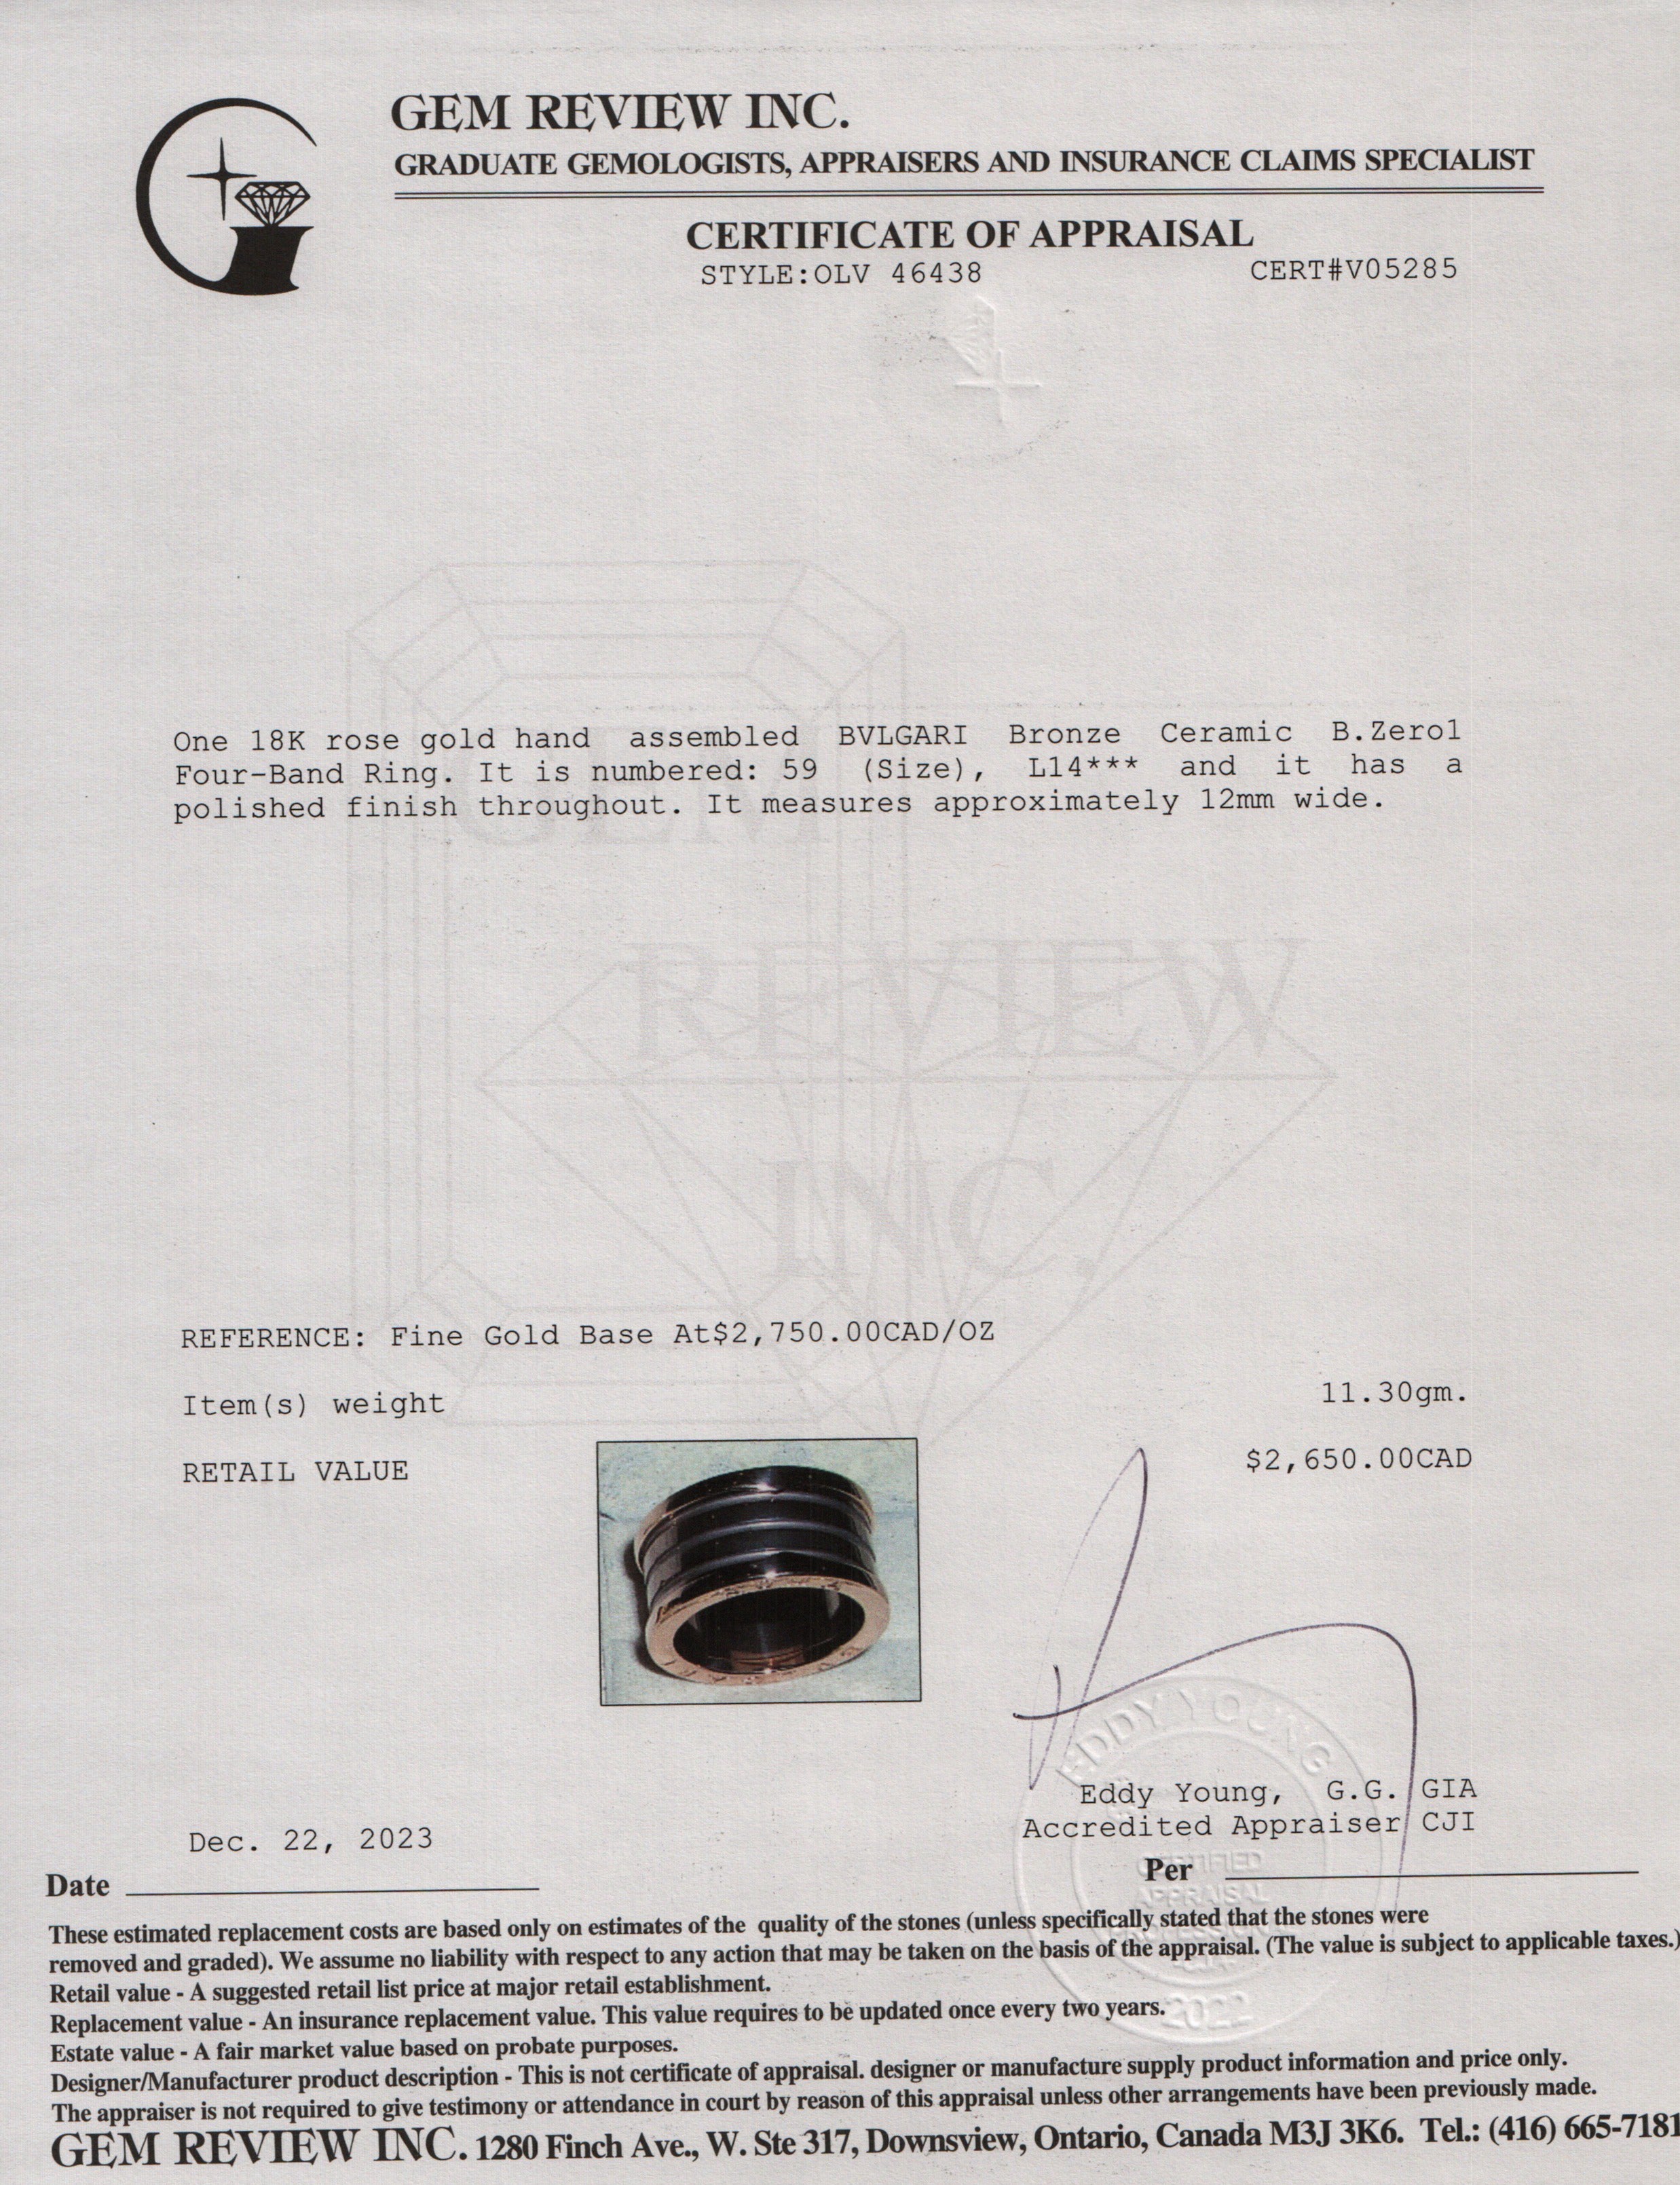 GEM REVIEW INC.
GRADUATE GEMOLOGISTS, APPRAISERS AND INSURANCE CLAIMS SPECIALIST
CERTIFICATE OF APPRAISAL
STYLE:OLV 46438 CERT#V05285
One 18K rose gold hand assembled BVLGARI Bronze Ceramic B.Zero1
Four-Band Ring. It is numbered: 59 (Size), L14*** and it has a
polished finish throughout. It measures approximately 12mm wide.
GEM
REVIEW
INC.
REFERENCE: Fine Gold Base At$2,750.00CAD/OZ
Item(s) weight 11.30gm.
RETAIL VALUE $2,650.00CAD
EDDY YOUNG
Eddy Young, G.G. GIA
Accredited Appraiser CJI
Dec. 22, 2023
Date
Per
CERTIFIED
APPRAISAL
2022
These estimated replacement costs are based only on estimates of the quality of the stones (unless specifically stated that the stones were
removed and graded). We assume no liability with respect to any action that may be taken on the basis of the appraisal. (The value is subject to applicable taxes.)
Retail value - A suggested retail list price at major retail establishment.
Replacement value - An insurance replacement value. This value requires to be updated once every two years.
Estate value - A fair market value based on probate purposes.
Designer/Manufacturer product description - This is not certificate of appraisal. designer or manufacture supply product information and price only.
The appraiser is not required to give testimony or attendance in court by reason of this appraisal unless other arrangements have been previously made.
GEM REVIEW INC. 1280 Finch Ave., W. Ste 317, Downsview, Ontario, Canada M3J 3K6. Tel.: (416) 665-7181